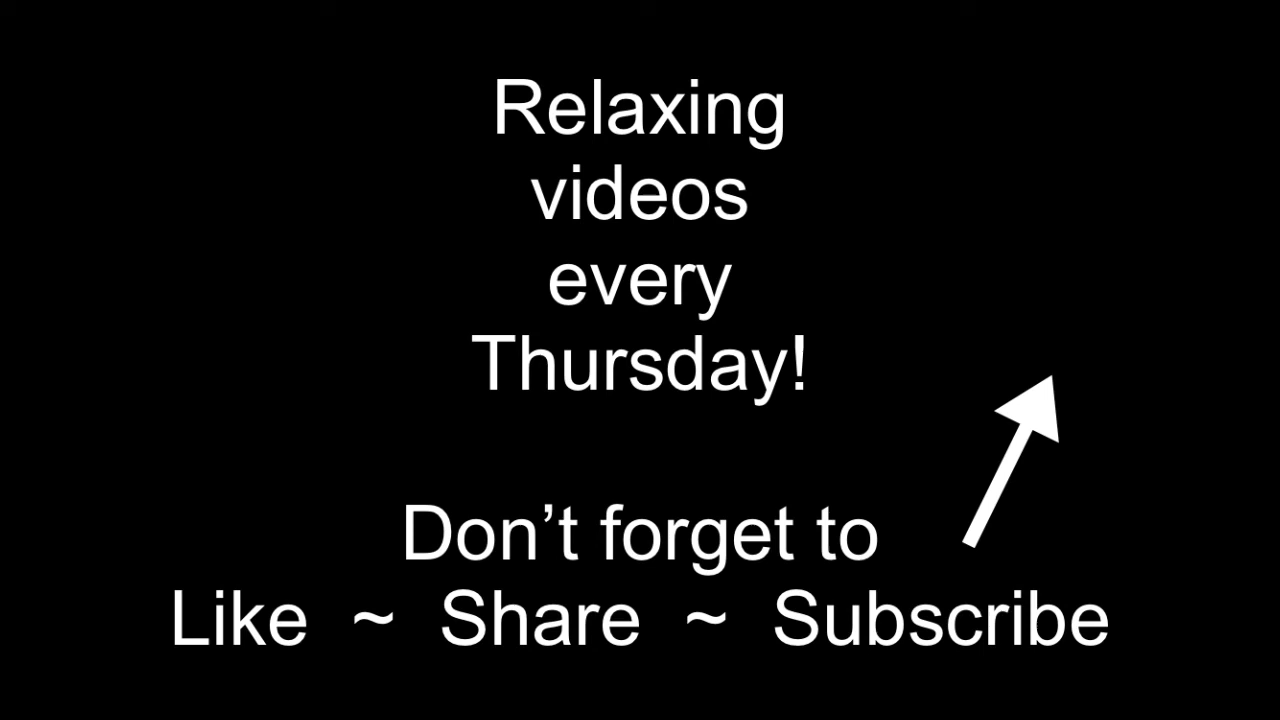 Relaxing
videos
every
Thursday!
Don’t forget to
Like ~ Share ~ Subscribe